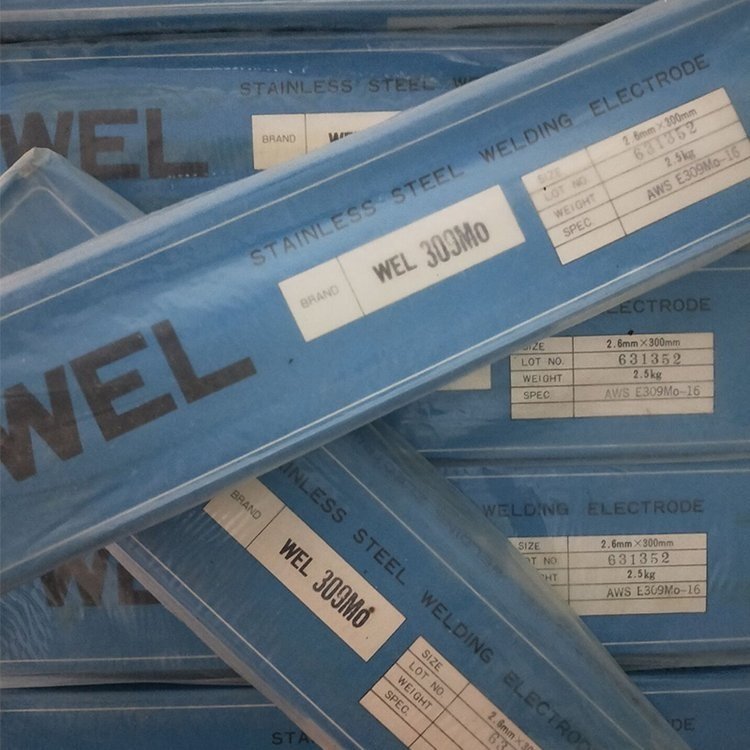 STAINLESS STEEL
WEL
BRAND
STAINLESS STEEL WELDING ELECTRODE
BRAND WEL 309Mo
SIZE 2.6mm×300mm
LOT NO 631352
WEIGHT 2.5kg
SPEC. AWS E309Mo-16
WEL
ELECTRODE
SIZE 2.6mm×300mm
LOT NO. 631352
WEIGHT 2.5kg
SPEC AWS E309Mo-16
WELDING ELECTRODE
SIZE 2.6mm×300mm
NO. 631352
2.5kg
AWS E309Mo-16
STEEL WELDING
BRAND WEL 309Mo
SIZE
LOT NO
WEIGHT
SPEC.